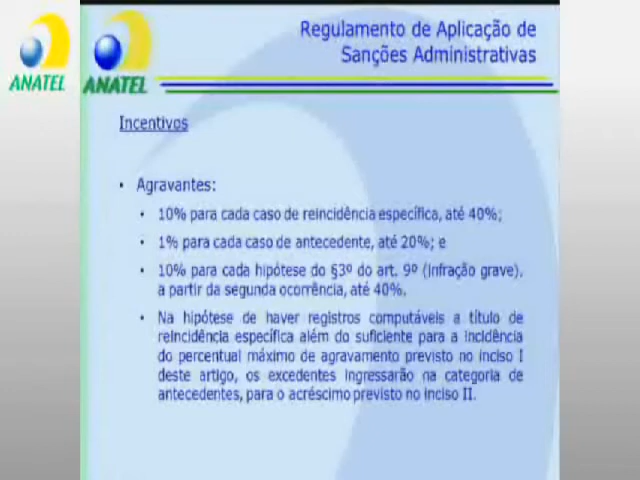 ANATEL
ANATEL
Regulamento de Aplicação de
Sanções Administrativas
Incentivos
• Agravantes:
• 10% para cada caso de reincidência específica, até 40%;
• 1% para cada caso de antecedente, até 20%; e
• 10% para cada hipótese do §3º do art. 9º (infração grave),
a partir da segunda ocorrência, até 40%.
• Na hipótese de haver registros computáveis a título de
reincidência específica além do suficiente para a incidência
do percentual máximo de agravamento previsto no inciso I
deste artigo, os excedentes ingressarão na categoria de
antecedentes, para o acréscimo previsto no inciso II.